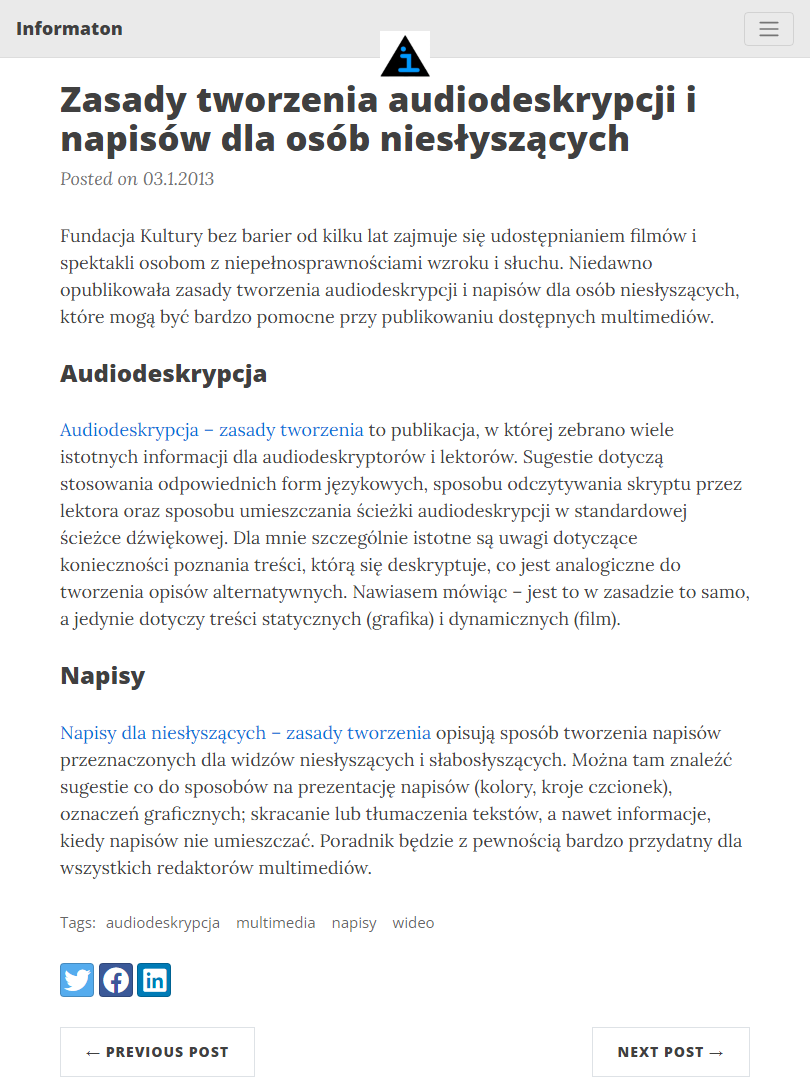 Informaton
i
Zasady tworzenia audiodeskrypcji i
napisów dla osób niesłyszących
Posted on 03.1.2013
Fundacja Kultury bez barier od kilku lat zajmuje się udostępnianiem filmów i
spektakli osobom z niepełnosprawnościami wzroku i słuchu. Niedawno
opublikowała zasady tworzenia audiodeskrypcji i napisów dla osób niesłyszących,
które mogą być bardzo pomocne przy publikowaniu dostępnych multimediów.
Audiodeskrypcja
Audiodeskrypcja – zasady tworzenia to publikacja, w której zebrano wiele
istotnych informacji dla audiodeskryptorów i lektorów. Sugestie dotyczą
stosowania odpowiednich form językowych, sposobu odczytywania skryptu przez
lektora oraz sposobu umieszczania ścieżki audiodeskrypcji w standardowej
ścieżce dźwiękowej. Dla mnie szczególnie istotne są uwagi dotyczące
konieczności poznania treści, którą się deskryptuje, co jest analogiczne do
tworzenia opisów alternatywnych. Nawiasem mówiąc – jest to w zasadzie to samo,
a jedynie dotyczy treści statycznych (grafika) i dynamicznych (film).
Napisy
Napisy dla niesłyszących – zasady tworzenia opisują sposób tworzenia napisów
przeznaczonych dla widzów niesłyszących i słabosłyszących. Można tam znaleźć
sugestie co do sposobów na prezentację napisów (kolory, kroje czcionek),
oznaczeń graficznych; skracanie lub tłumaczenia tekstów, a nawet informacje,
kiedy napisów nie umieszczać. Poradnik będzie z pewnością bardzo przydatny dla
wszystkich redaktorów multimediów.
Tags: audiodeskrypcja multimedia napisy wideo
← PREVIOUS POST
NEXT POST →